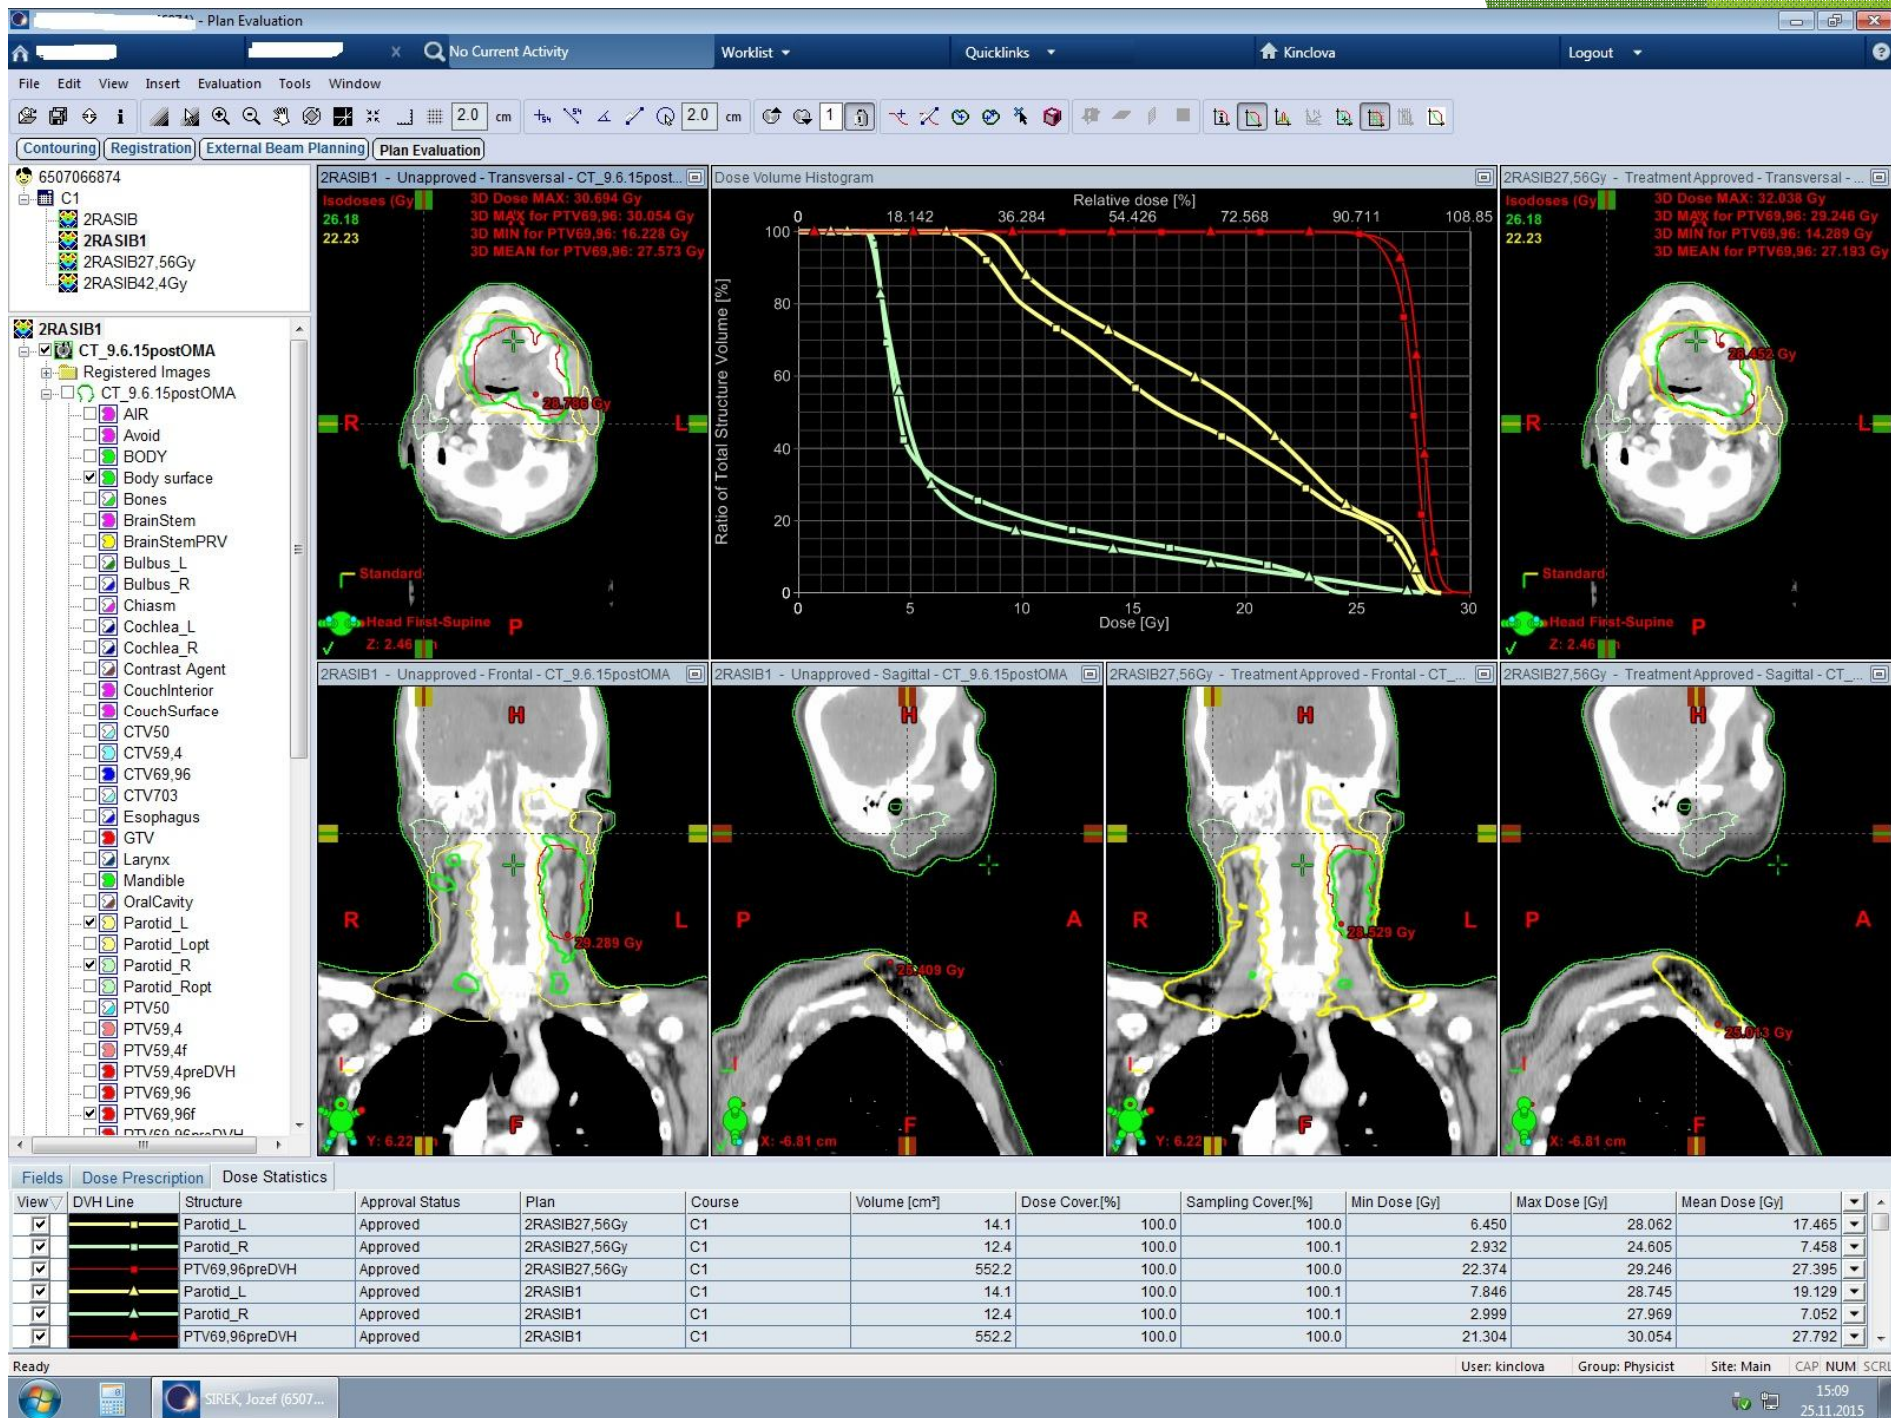 - Plan Evaluation
No Current Activity
Worklist
Quicklinks
Kinclova
Logout
File Edit View Insert Evaluation Tools Window
2.0 cm
2.0 cm
1
Contouring Registration External Beam Planning Plan Evaluation
6507066874
C1
2RASIB
2RASIB1
2RASIB27,56Gy
2RASIB42,4Gy
2RASIB1
CT_9.6.15postOMA
Registered Images
CT_9.6.15postOMA
AIR
Avoid
BODY
Body surface
Bones
BrainStem
BrainStemPRV
Bulbus_L
Bulbus_R
Chiasm
Cochlea_L
Cochlea_R
Contrast Agent
CouchInterior
CouchSurface
CTV50
CTV59,4
CTV69,96
CTV703
Esophagus
GTV
Larynx
Mandible
OralCavity
Parotid_L
Parotid_Lopt
Parotid_R
Parotid_Ropt
PTV50
PTV59,4
PTV59,4f
PTV59,4preDVH
PTV69,96
PTV69,96f
PTV69,96preDVH
2RASIB1 - Unapproved - Transversal - CT_9.6.15post...
Isodoses (Gy
26.18
22.23
3D Dose MAX: 30.694 Gy
3D MAX for PTV69,96: 30.054 Gy
3D MIN for PTV69,96: 16.228 Gy
3D MEAN for PTV69,96: 27.573 Gy
28.786 Gy
R
L
Standard
Head First-Supine
P
Z: 2.46
Dose Volume Histogram
Relative dose [%]
0 18.142 36.284 54.426 72.568 90.711 108.85
Ratio of Total Structure Volume [%]
100
80
60
40
20
0
0 5 10 15 20 25 30
Dose [Gy]
2RASIB27,56Gy - Treatment Approved - Transversal - ...
Isodoses (Gy
26.18
22.23
3D Dose MAX: 32.038 Gy
3D MAX for PTV69,96: 29.246 Gy
3D MIN for PTV69,96: 14.289 Gy
3D MEAN for PTV69,96: 27.193 Gy
28.452 Gy
R
L
Standard
Head First-Supine
P
Z: 2.46
2RASIB1 - Unapproved - Frontal - CT_9.6.15postOMA
H
R
L
29.289 Gy
F
Y: 6.22
2RASIB1 - Unapproved - Sagittal - CT_9.6.15postOMA
H
P
A
25.409 Gy
F
X: -6.81 cm
2RASIB27,56Gy - Treatment Approved - Frontal - CT_...
H
R
L
28.529 Gy
F
Y: 6.22
2RASIB27,56Gy - Treatment Approved - Sagittal - CT_...
H
P
A
25.013 Gy
F
X: -6.81 cm
Fields Dose Prescription Dose Statistics
View DVH Line Structure Approval Status Plan Course Volume [cm³] Dose Cover.[%] Sampling Cover.[%] Min Dose [Gy] Max Dose [Gy] Mean Dose [Gy]
Parotid_L Approved 2RASIB27,56Gy C1 14.1 100.0 100.0 6.450 28.062 17.465
Parotid_R Approved 2RASIB27,56Gy C1 12.4 100.0 100.1 2.932 24.605 7.458
PTV69,96preDVH Approved 2RASIB27,56Gy C1 552.2 100.0 100.0 22.374 29.246 27.395
Parotid_L Approved 2RASIB1 C1 14.1 100.0 100.1 7.846 28.745 19.129
Parotid_R Approved 2RASIB1 C1 12.4 100.0 100.1 2.999 27.969 7.052
PTV69,96preDVH Approved 2RASIB1 C1 552.2 100.0 100.0 21.304 30.054 27.792
Ready
User: kinclova Group: Physicist Site: Main CAP NUM SCRL
SIREK, Jozef (6507...
15:09
25.11.2015